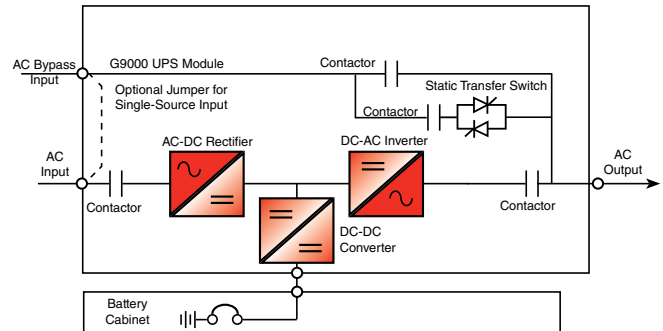 AC Bypass
Input
G9000 UPS Module
Contactor
Static Transfer Switch
Optional Jumper for
Single-Source Input
Contactor
AC-DC Rectifier
DC-AC Inverter
AC
Input
AC
Output
Contactor
Contactor
DC-DC
Converter
Battery
Cabinet